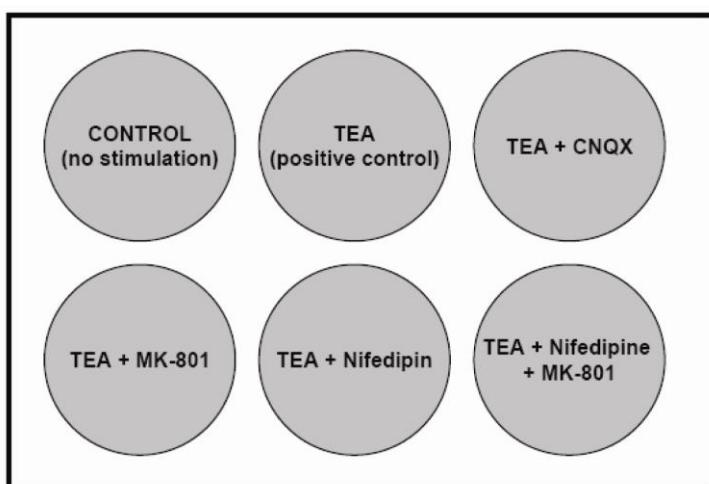 CONTROL
(no stimulation)
TEA
(positive control)
TEA + CNQX
TEA + MK-801
TEA + Nifedipin
TEA + Nifedipine
+ MK-801